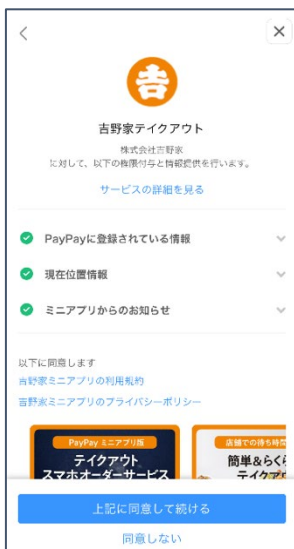 吉
吉野家テイクアウト
株式会社吉野家
に対して、以下の権限付与と情報提供を行います。
サービスの詳細を見る
PayPayに登録されている情報
現在位置情報
ミニアプリからのお知らせ
以下に同意します
吉野家ミニアプリの利用規約
吉野家ミニアプリのプライバシーポリシー
PayPay ミニアプリ版
テイクアウト
スマホオーダーサービス
店舗での待ち時間
簡単&らくら
テイクア
上記に同意して続ける
同意しない